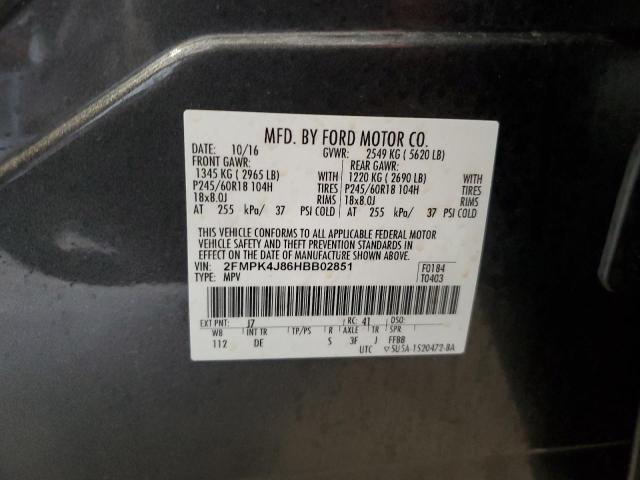 MFD. BY FORD MOTOR CO.
DATE: 10/16 GVWR: 2549 KG ( 5620 LB)
FRONT GAWR: REAR GAWR:
1345 KG ( 2965 LB) WITH 1220 KG ( 2690 LB) WITH
P245/60R18 104H TIRES P245/60R18 104H TIRES
18x8.0J RIMS 18x8.0J RIMS
AT 255 kPa/ 37 PSI COLD AT 255 kPa/ 37 PSI COLD
THIS VEHICLE CONFORMS TO ALL APPLICABLE FEDERAL MOTOR
VEHICLE SAFETY AND THEFT PREVENTION STANDARDS IN
EFFECT ON DATE OF MANUFACTURE SHOWN ABOVE.
VIN: 2FMPK4J86HBB02851 F0184
TYPE: MPV T0403
EXT PNT: J7 RC: 41 DSO:
WB INT TR TP/PS R AXLE TR SPR
112 DE S 3F J FFBB
UTC ▽5U5A-1520472-BA